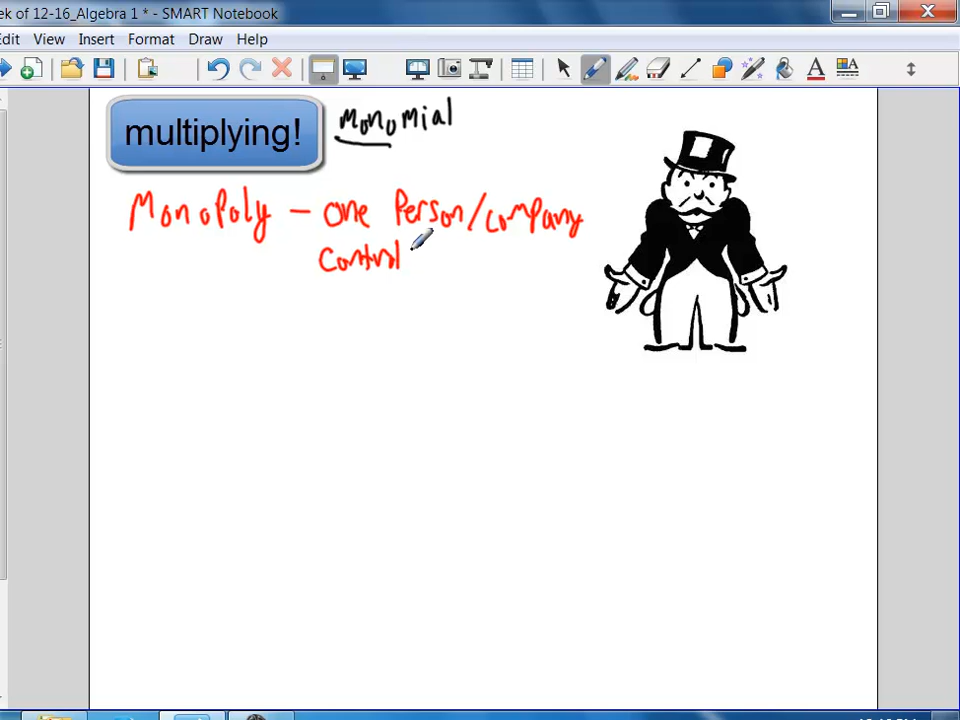 ek of 12-16_Algebra 1 * - SMART Notebook
Edit View Insert Format Draw Help
multiplying! Monomial
Monopoly - one Person/company
control